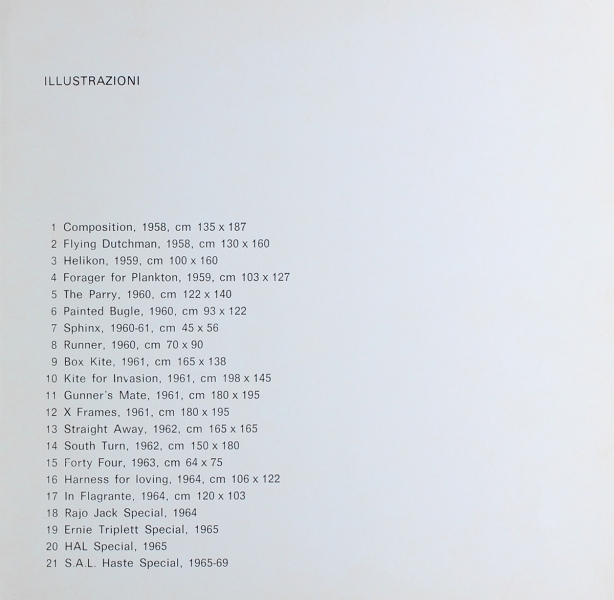 ILLUSTRAZIONI
1 Composition, 1958, cm 135 x 187
2 Flying Dutchman, 1958, cm 130 x 160
3 Helikon, 1959, cm 100 x 160
4 Forager for Plankton, 1959, cm 103 x 127
5 The Parry, 1960, cm 122 x 140
6 Painted Bugle, 1960, cm 93 x 122
7 Sphinx, 1960-61, cm 45 x 56
8 Runner, 1960, cm 70 x 90
9 Box Kite, 1961, cm 165 x 138
10 Kite for Invasion, 1961, cm 198 x 145
11 Gunner's Mate, 1961, cm 180 x 195
12 X Frames, 1961, cm 180 x 195
13 Straight Away, 1962, cm 165 x 165
14 South Turn, 1962, cm 150 x 180
15 Forty Four, 1963, cm 64 x 75
16 Harness for loving, 1964, cm 106 x 122
17 In Flagrante, 1964, cm 120 x 103
18 Rajo Jack Special, 1964
19 Ernie Triplett Special, 1965
20 HAL Special, 1965
21 S.A.L. Haste Special, 1965-69